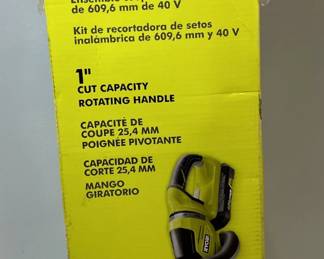 de 609,6 mm de 40 V
Kit de recortadora de setos
inalámbrica de 609,6 mm y 40 V
1"
CUT CAPACITY
ROTATING HANDLE
CAPACITÉ DE
COUPE 25,4 MM
POIGNÉE PIVOTANTE
CAPACIDAD DE
CORTE 25,4 MM
MANGO
GIRATORIO
RYOBI